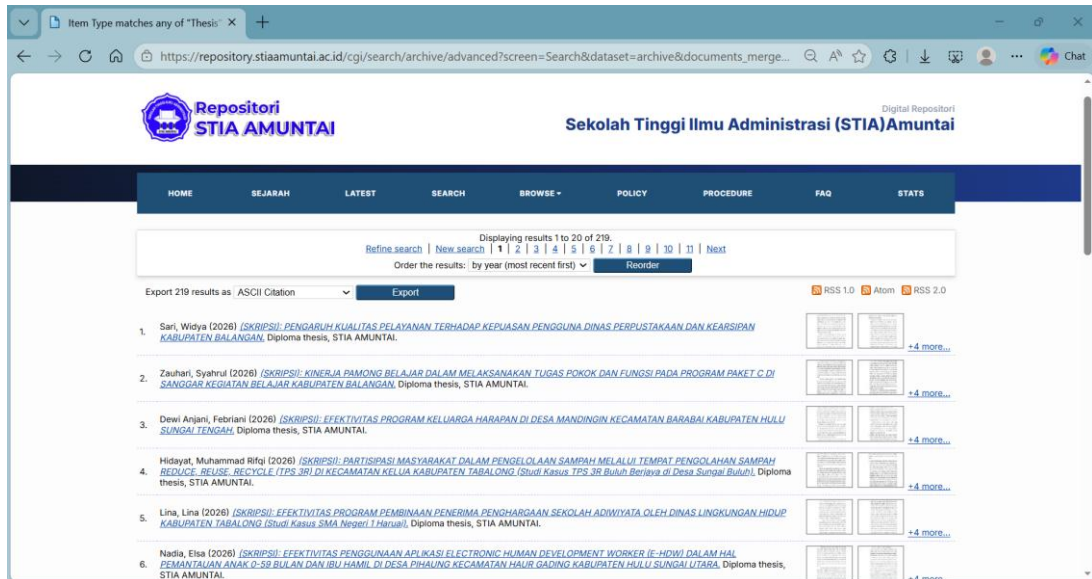 Item Type matches any of "Thesis"
https://repository.stiaamuntai.ac.id/cgi/search/archive/advanced?screen=Search&dataset=archive&documents_merge...
Chat
Repositori
STIA AMUNTAI
Digital Repositori
Sekolah Tinggi Ilmu Administrasi (STIA)Amuntai
HOME SEJARAH LATEST SEARCH BROWSE POLICY PROCEDURE FAQ STATS
Displaying results 1 to 20 of 219.
Refine search | New search | 1 | 2 | 3 | 4 | 5 | 6 | 7 | 8 | 9 | 10 | 11 | Next
Order the results: by year (most recent first) Reorder
Export 219 results as ASCII Citation Export RSS 1.0 Atom RSS 2.0
1. Sari, Widya (2026) (SKRIPSI): PENGARUH KUALITAS PELAYANAN TERHADAP KEPUASAN PENGGUNA DINAS PERPUSTAKAAN DAN KEARSIPAN
KABUPATEN BALANGAN. Diploma thesis, STIA AMUNTAI.
+4 more...
2. Zauhari, Syahrul (2026) (SKRIPSI): KINERJA PAMONG BELAJAR DALAM MELAKSANAKAN TUGAS POKOK DAN FUNGSI PADA PROGRAM PAKET C DI
SANGGAR KEGIATAN BELAJAR KABUPATEN BALANGAN. Diploma thesis, STIA AMUNTAI.
+4 more...
3. Dewi Anjani, Febriani (2026) (SKRIPSI): EFEKTIVITAS PROGRAM KELUARGA HARAPAN DI DESA MANDINGIN KECAMATAN BARABAI KABUPATEN HULU
SUNGAI TENGAH. Diploma thesis, STIA AMUNTAI.
+4 more...
4. Hidayat, Muhammad Rifqi (2026) (SKRIPSI): PARTISIPASI MASYARAKAT DALAM PENGELOLAAN SAMPAH MELALUI TEMPAT PENGOLAHAN SAMPAH
REDUCE, REUSE, RECYCLE (TPS 3R) DI KECAMATAN KELUA KABUPATEN TABALONG (Studi Kasus TPS 3R Buluh Berjaya di Desa Sungai Buluh). Diploma
thesis, STIA AMUNTAI.
+4 more...
5. Lina, Lina (2026) (SKRIPSI): EFEKTIVITAS PROGRAM PEMBINAAN PENERIMA PENGHARGAAN SEKOLAH ADIWIYATA OLEH DINAS LINGKUNGAN HIDUP
KABUPATEN TABALONG (Studi Kasus SMA Negeri 1 Haruai). Diploma thesis, STIA AMUNTAI.
+4 more...
6. Nadia, Elsa (2026) (SKRIPSI): EFEKTIVITAS PENGGUNAAN APLIKASI ELECTRONIC HUMAN DEVELOPMENT WORKER (E-HDW) DALAM HAL
PEMANTAUAN ANAK 0-59 BULAN DAN IBU HAMIL DI DESA PIHAUNG KECAMATAN HAUR GADING KABUPATEN HULU SUNGAI UTARA. Diploma thesis,
STIA AMUNTAI.
+4 more...